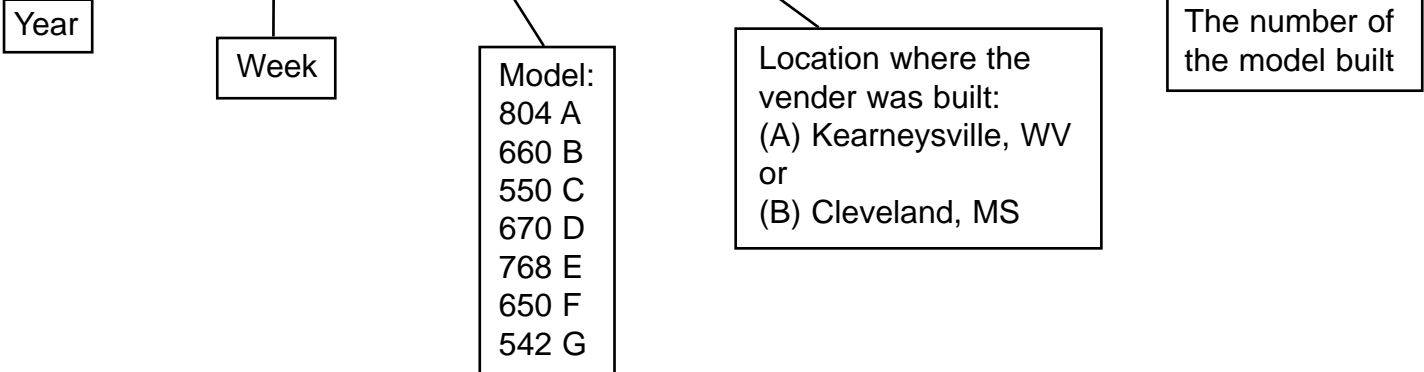 Year
Week
Model:
804 A
660 B
550 C
670 D
768 E
650 F
542 G
Location where the
vender was built:
(A) Kearneysville, WV
or
(B) Cleveland, MS
The number of
the model built